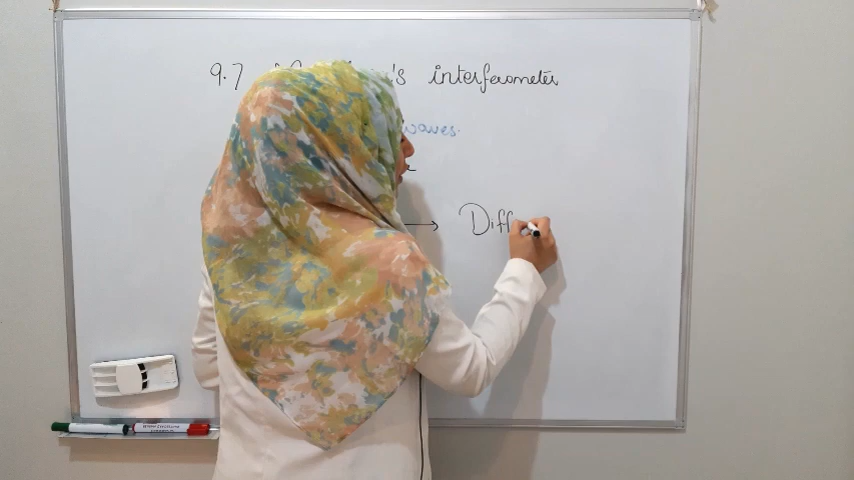 9.7 's interferometer
waves.
→ Diff